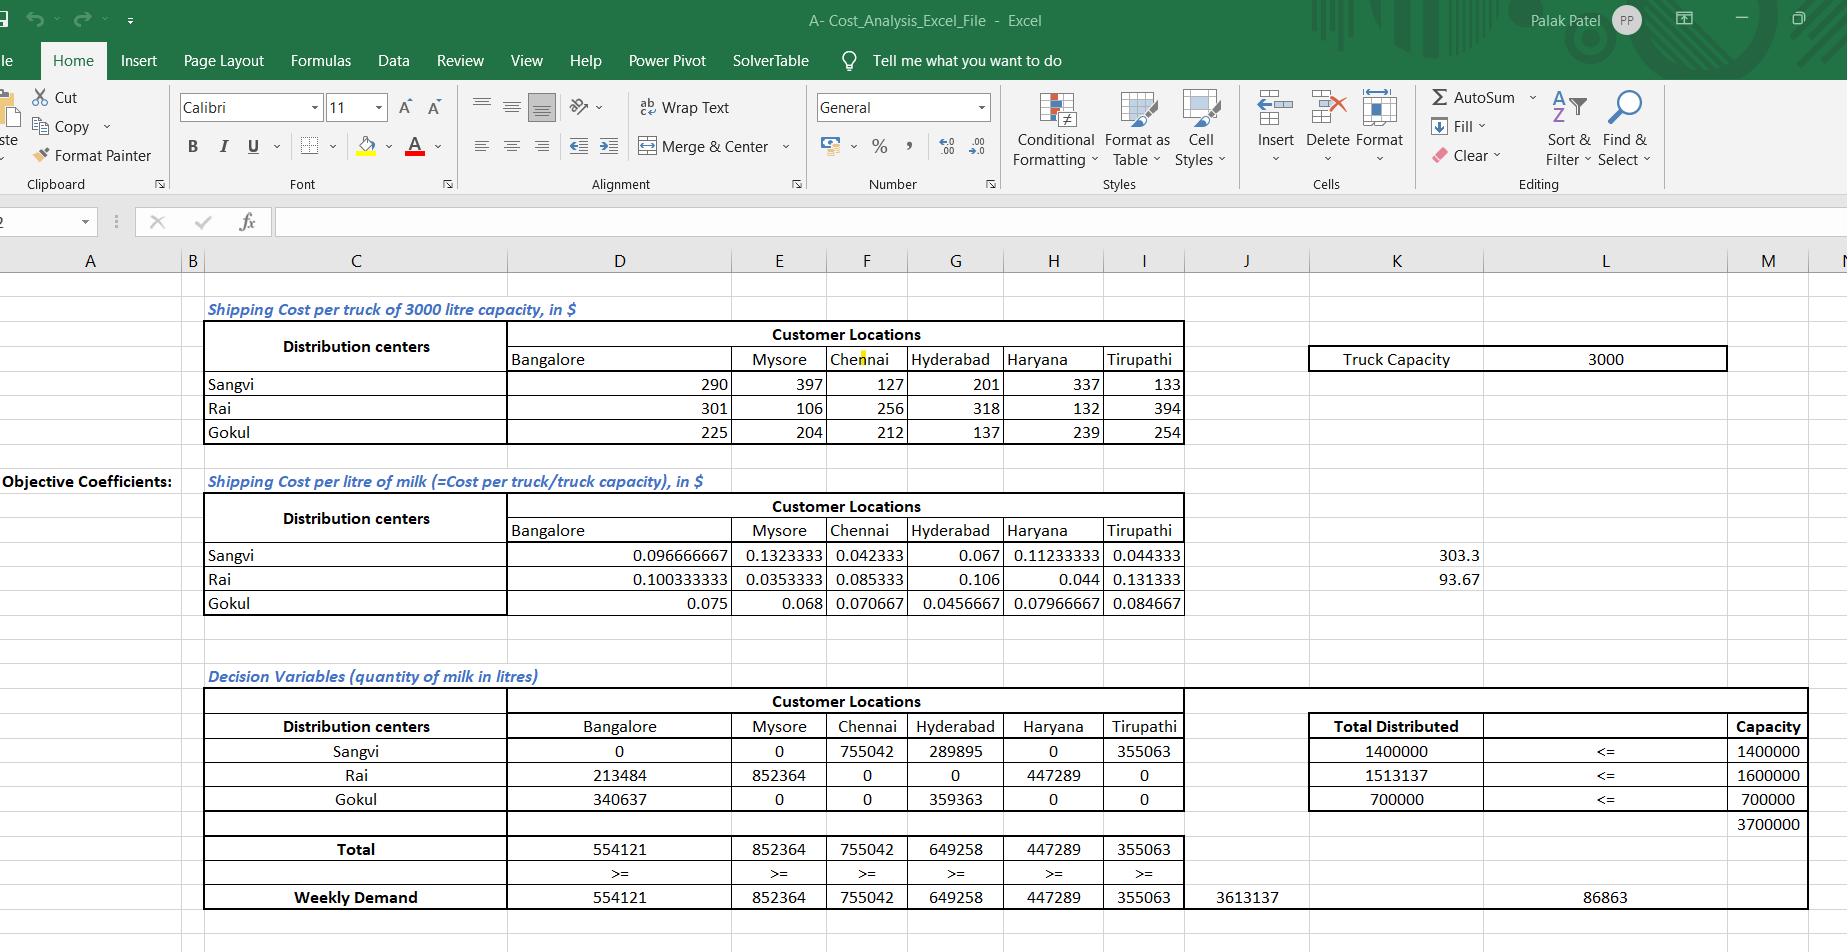 A- Cost_Analysis_Excel_File - Excel
Palak Patel PP
le Home Insert Page Layout Formulas Data Review View Help Power Pivot SolverTable Tell me what you want to do
Cut
Copy
ste
Format Painter
Clipboard
Calibri 11 A A
B I U A
Font
ab Wrap Text
Merge & Center
Alignment
General
% , .00 .00
Number
Conditional Formatting
Format as Table
Cell Styles
Styles
Insert Delete Format
Cells
AutoSum
Fill
Clear
Sort & Filter
Find & Select
Editing
fx
A B C D E F G H I J K L M
Shipping Cost per truck of 3000 litre capacity, in $
Distribution centers Customer Locations
Bangalore Mysore Chennai Hyderabad Haryana Tirupathi Truck Capacity 3000
Sangvi 290 397 127 201 337 133
Rai 301 106 256 318 132 394
Gokul 225 204 212 137 239 254
Objective Coefficients: Shipping Cost per litre of milk (=Cost per truck/truck capacity), in $
Distribution centers Customer Locations
Bangalore Mysore Chennai Hyderabad Haryana Tirupathi
Sangvi 0.096666667 0.1323333 0.042333 0.067 0.11233333 0.044333 303.3
Rai 0.100333333 0.0353333 0.085333 0.106 0.044 0.131333 93.67
Gokul 0.075 0.068 0.070667 0.0456667 0.07966667 0.084667
Decision Variables (quantity of milk in litres)
Customer Locations
Distribution centers Bangalore Mysore Chennai Hyderabad Haryana Tirupathi Total Distributed Capacity
Sangvi 0 0 755042 289895 0 355063 1400000 <= 1400000
Rai 213484 852364 0 0 447289 0 1513137 <= 1600000
Gokul 340637 0 0 359363 0 0 700000 <= 700000
3700000
Total 554121 852364 755042 649258 447289 355063
>= >= >= >= >= >=
Weekly Demand 554121 852364 755042 649258 447289 355063 3613137 86863